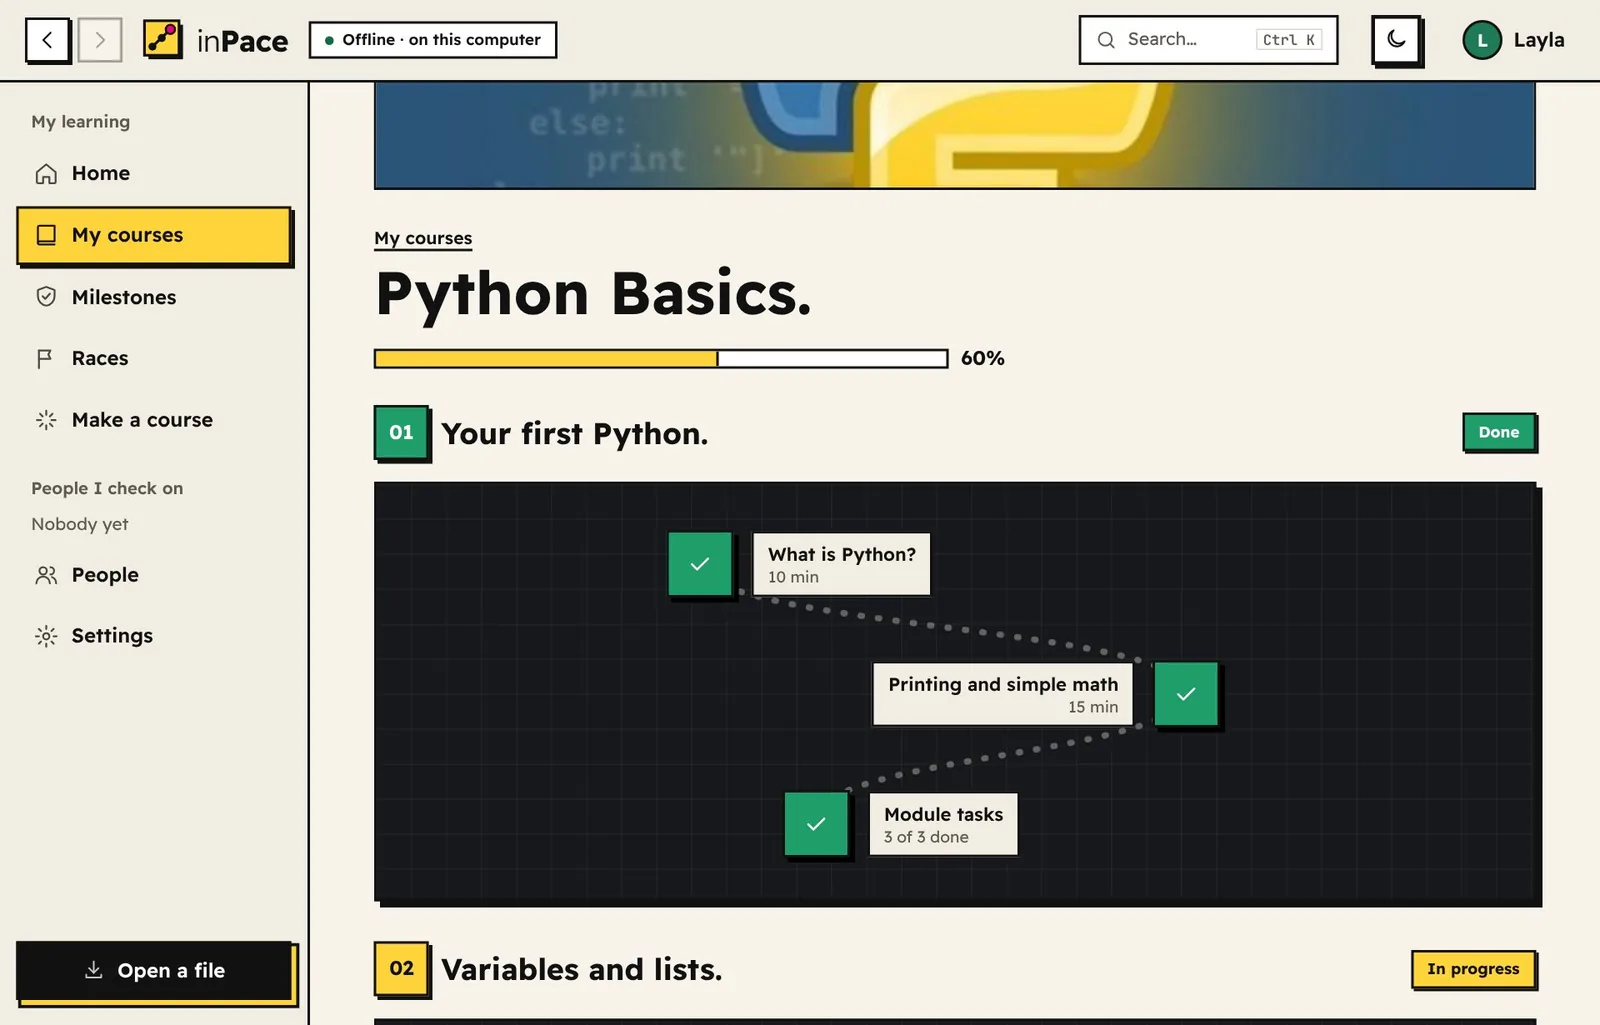 inPace
Offline · on this computer
Search...
Ctrl K
L
Layla
My learning
Home
My courses
Milestones
Races
Make a course
People I check on
Nobody yet
People
Settings
Open a file
print
else:
print '"]'
My courses
Python Basics.
60%
01
Your first Python.
Done
What is Python?
10 min
Printing and simple math
15 min
Module tasks
3 of 3 done
02
Variables and lists.
In progress